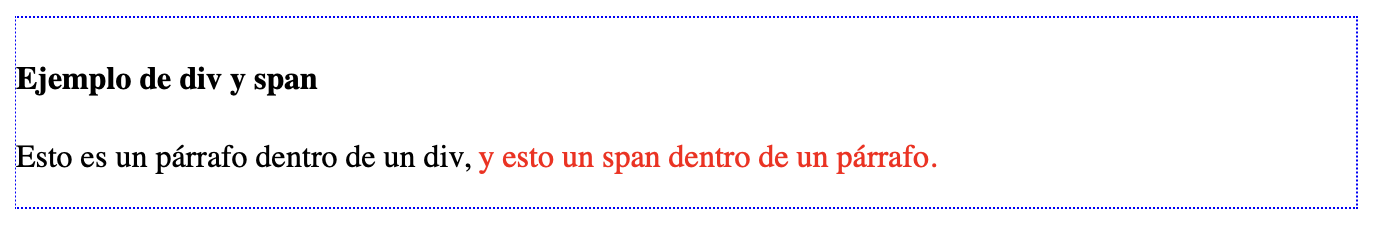 Ejemplo de div y span
Esto es un párrafo dentro de un div, y esto un span dentro de un párrafo.